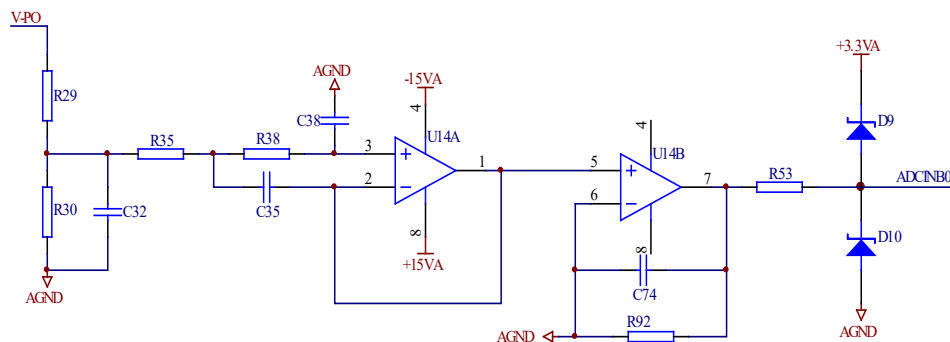 V-PO
+3.3VA
AGND
-15VA
R29
4
C38
U14A
4
D9
R35
R38
3
1
5
U14B
7
R53
ADCINB0
2
6
R30
C32
C35
8
8
D10
+15VA
C74
AGND
R92
AGND
AGND